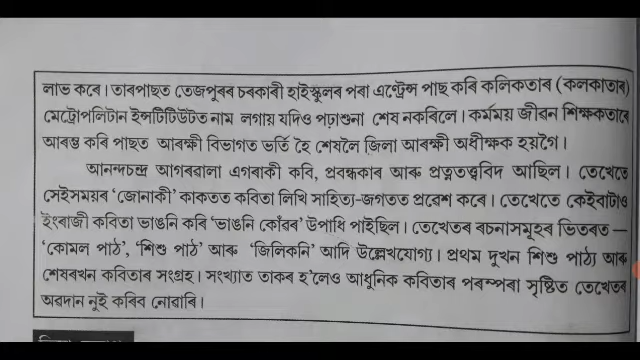 লাভ কৰে। তাৰপাছত তেজপুৰৰ চৰকাৰী হাইস্কুলৰ পৰা এণ্ট্ৰেন্স পাছ কৰি কলিকতাৰ (কলকাতাৰ)
মেট্ৰোপলিটান ইন্সটিটিউটত নাম লগায় যদিও পঢ়াশুনা শেষ নকৰিলে। কৰ্মময় জীৱন শিক্ষকতাৰে
আৰম্ভ কৰি পাছত আৰক্ষী বিভাগত ভৰ্তি হৈ শেষলৈ জিলা আৰক্ষী অধীক্ষক হয়গৈ।
আনন্দচন্দ্ৰ আগৰৱালা এগৰাকী কবি, প্ৰবন্ধকাৰ আৰু প্ৰত্নতত্ত্ববিদ আছিল। তেখেতে
সেইসময়ৰ ‘জোনাকী’ কাকতত কবিতা লিখি সাহিত্য-জগতত প্ৰৱেশ কৰে। তেখেতে কেইবাটাও
ইংৰাজী কবিতা ভাঙনি কৰি ‘ভাঙনি কোঁৱৰ’ উপাধি পাইছিল। তেখেতৰ ৰচনাসমূহৰ ভিতৰত —
‘কোমল পাঠ’, ‘শিশু পাঠ’ আৰু ‘জিলিকনি’ আদি উল্লেখযোগ্য। প্ৰথম দুখন শিশু পাঠ্য আৰু
শেষৰখন কবিতাৰ সংগ্ৰহ। সংখ্যাত তাকৰ হ’লেও আধুনিক কবিতাৰ পৰম্পৰা সৃষ্টিত তেখেতৰ
অৱদান নুই কৰিব নোৱাৰি।